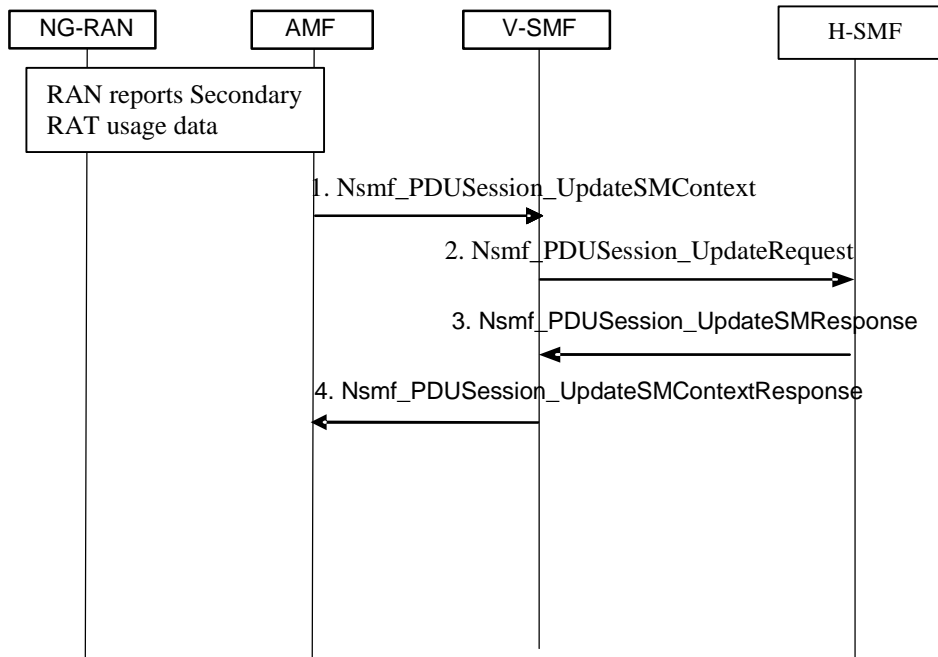 NG-RAN
AMF
V-SMF
H-SMF
RAN reports Secondary
RAT usage data
1. Nsmf_PDUSession_UpdateSMContext
2. Nsmf_PDUSession_UpdateRequest
3. Nsmf_PDUSession_UpdateSMResponse
4. Nsmf_PDUSession_UpdateSMContextResponse